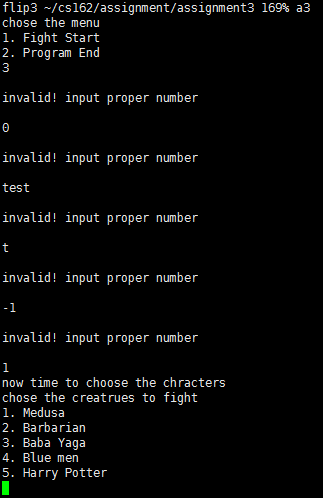 flip3 ~/cs162/assignment/assignment3 169% a3
chose the menu
1. Fight Start
2. Program End
3
invalid! input proper number
0
invalid! input proper number
test
invalid! input proper number
t
invalid! input proper number
-1
invalid! input proper number
1
now time to choose the chracters
chose the creatrues to fight
1. Medusa
2. Barbarian
3. Baba Yaga
4. Blue men
5. Harry Potter